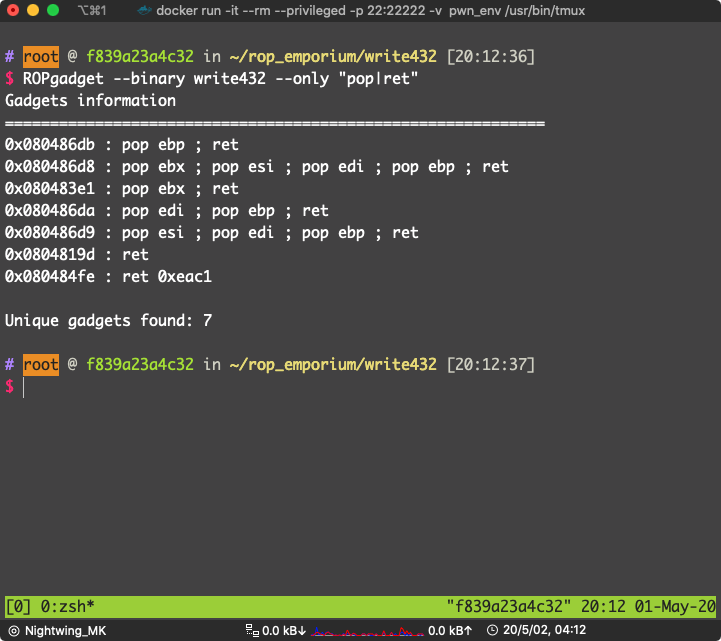 ⌥⌘1 docker run -it --rm --privileged -p 22:22222 -v pwn_env /usr/bin/tmux
# root @ f839a23a4c32 in ~/rop_emporium/write432 [20:12:36]
$ ROPgadget --binary write432 --only "pop|ret"
Gadgets information
============================================================
0x080486db : pop ebp ; ret
0x080486d8 : pop ebx ; pop esi ; pop edi ; pop ebp ; ret
0x080483e1 : pop ebx ; ret
0x080486da : pop edi ; pop ebp ; ret
0x080486d9 : pop esi ; pop edi ; pop ebp ; ret
0x0804819d : ret
0x080484fe : ret 0xeac1
Unique gadgets found: 7
# root @ f839a23a4c32 in ~/rop_emporium/write432 [20:12:37]
$
[0] 0:zsh* "f839a23a4c32" 20:12 01-May-20
Nightwing_MK 0.0 kB↓ 0.0 kB↑ 20/5/02, 04:12